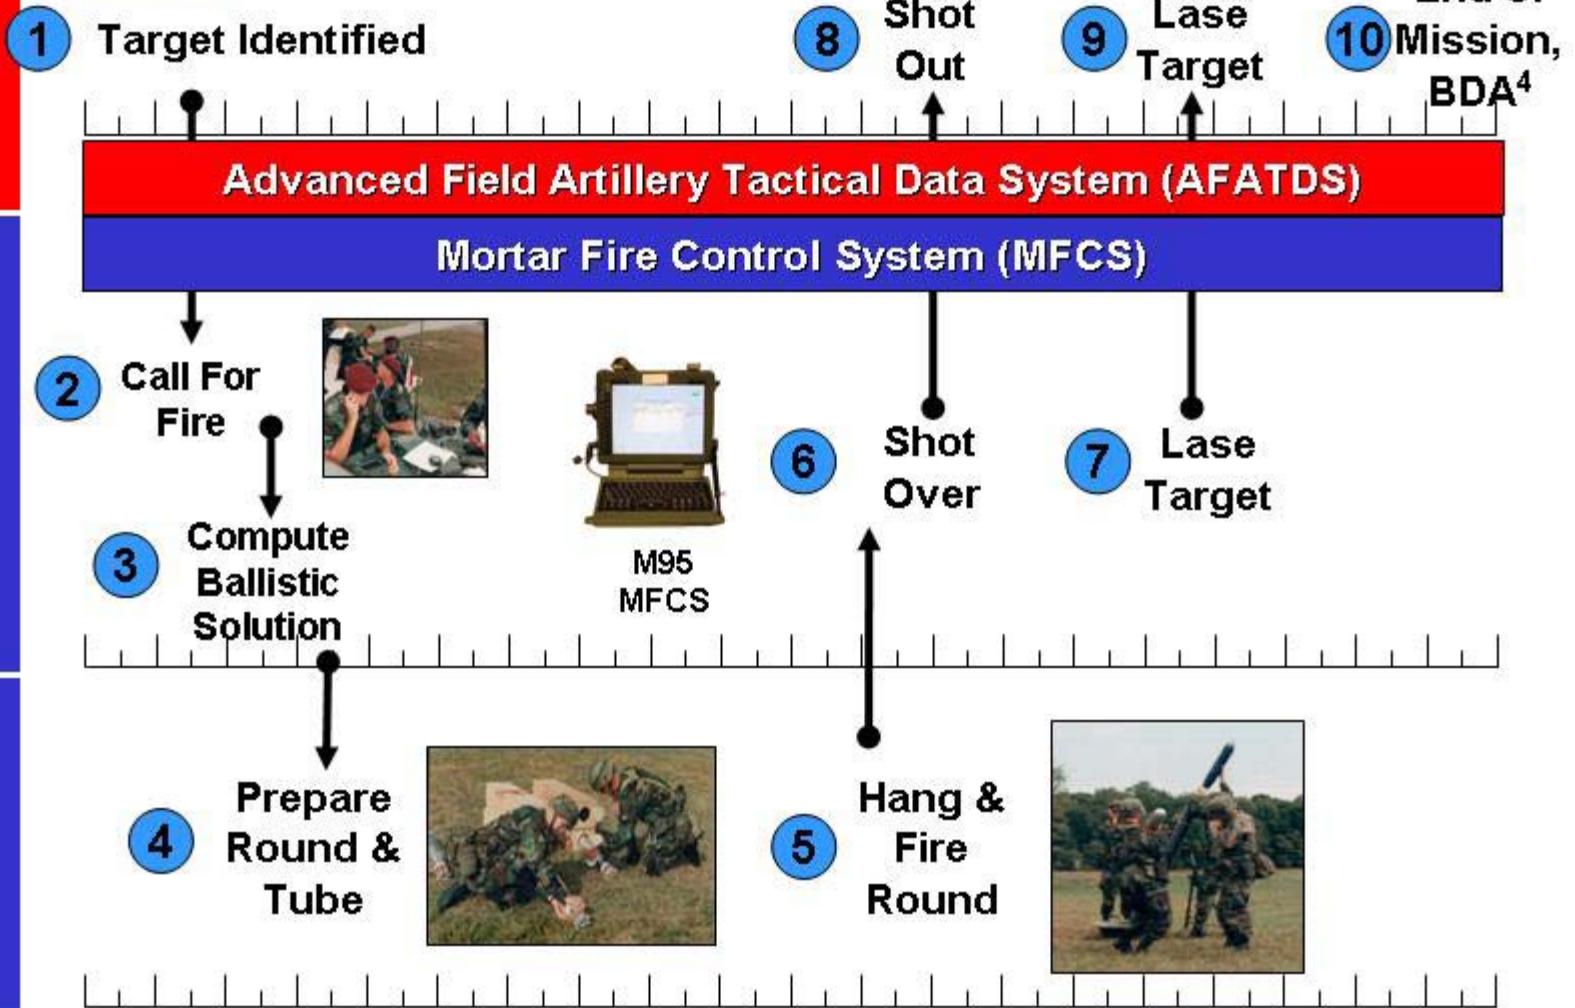 1 Target Identified
8 Shot
Out
9 Lase
Target
10 Mission,
BDA⁴
Advanced Field Artillery Tactical Data System (AFATDS)
Mortar Fire Control System (MFCS)
2 Call For
Fire
3 Compute
Ballistic
Solution
M95
MFCS
6 Shot
Over
7 Lase
Target
4 Prepare
Round &
Tube
5 Hang &
Fire
Round